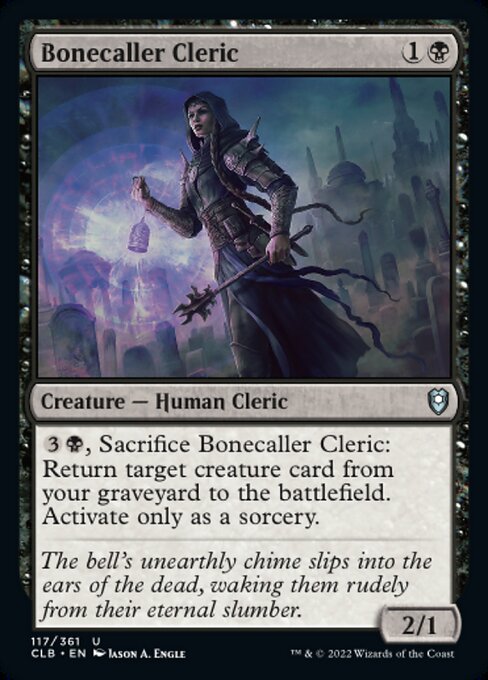 Bonecaller Cleric 1
Creature — Human Cleric
3, Sacrifice Bonecaller Cleric:
Return target creature card from
your graveyard to the battlefield.
Activate only as a sorcery.
The bell's unearthly chime slips into the
ears of the dead, waking them rudely
from their eternal slumber.
2/1
117/361 U
CLB • EN Jason A. Engle
™ & © 2022 Wizards of the Coast